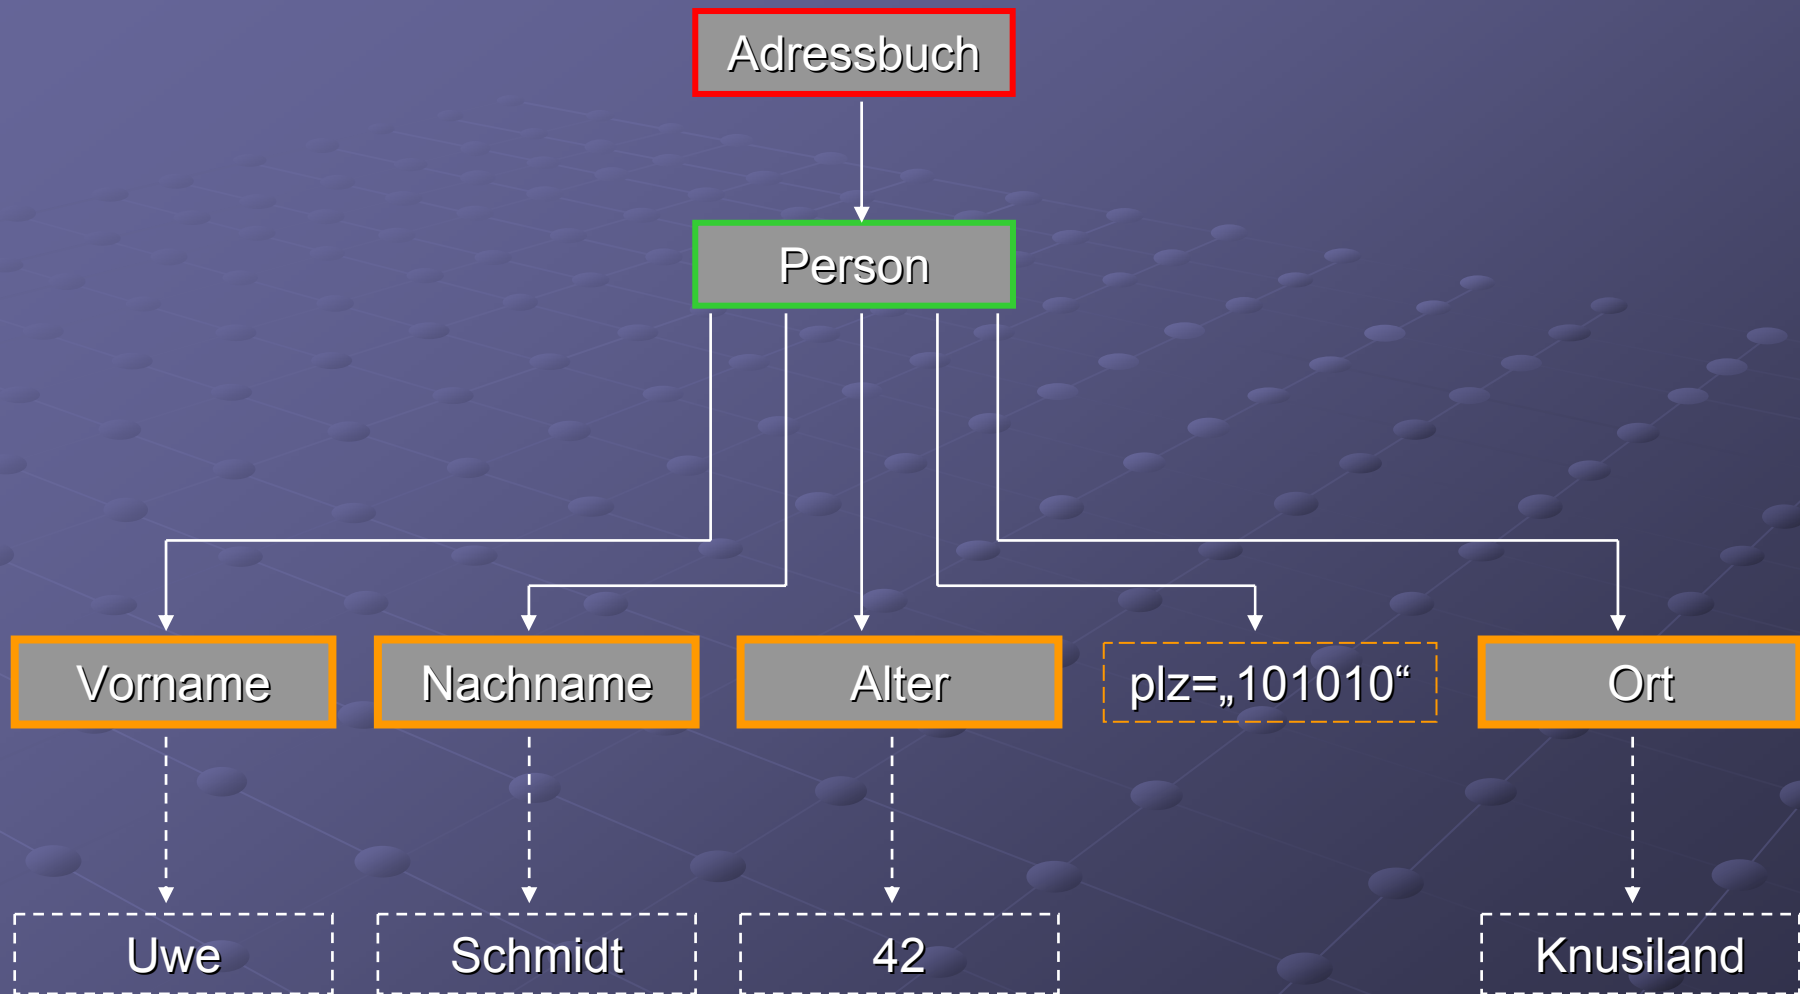 Adressbuch
Person
Vorname
Nachname
Alter
plz=„101010“
Ort
Uwe
Schmidt
42
Knusiland